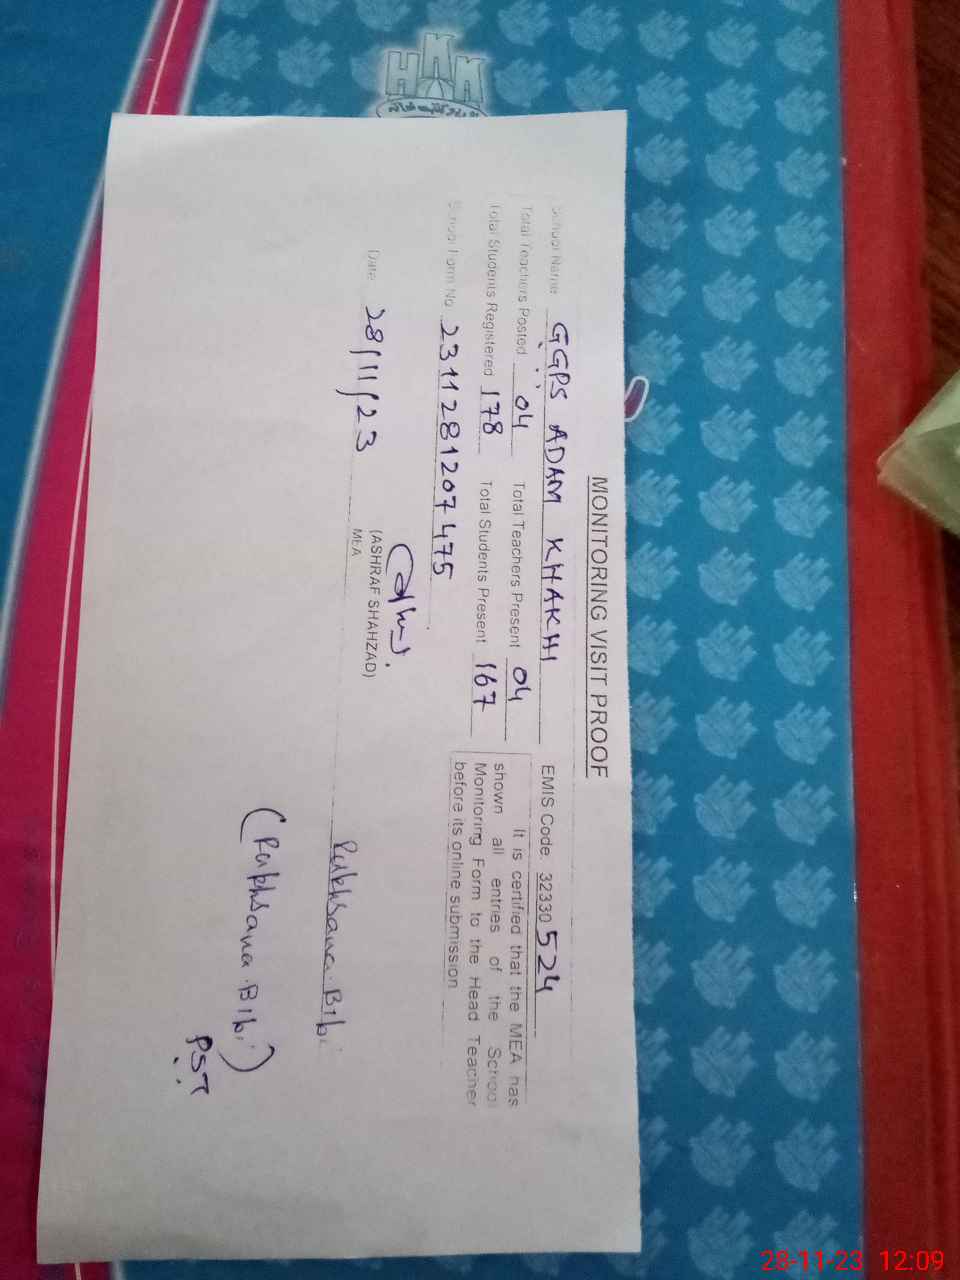 MONITORING VISIT PROOF
School Name GGPS ADAM KHAKHI EMIS Code. 32330524
Total Teachers Posted 04 Total Teachers Present 04
Total Students Registered 178 Total Students Present 167
School Form No. 2311281207475
It is certified that the MEA has
shown all entries of the School
Monitoring Form to the Head Teacher
before its online submission
Date: 28/11/23
(ASHRAF SHAHZAD)
MEA
Rukhsana Bibi
(Rukhsana Bibi)
PST
28-11-23 12:09